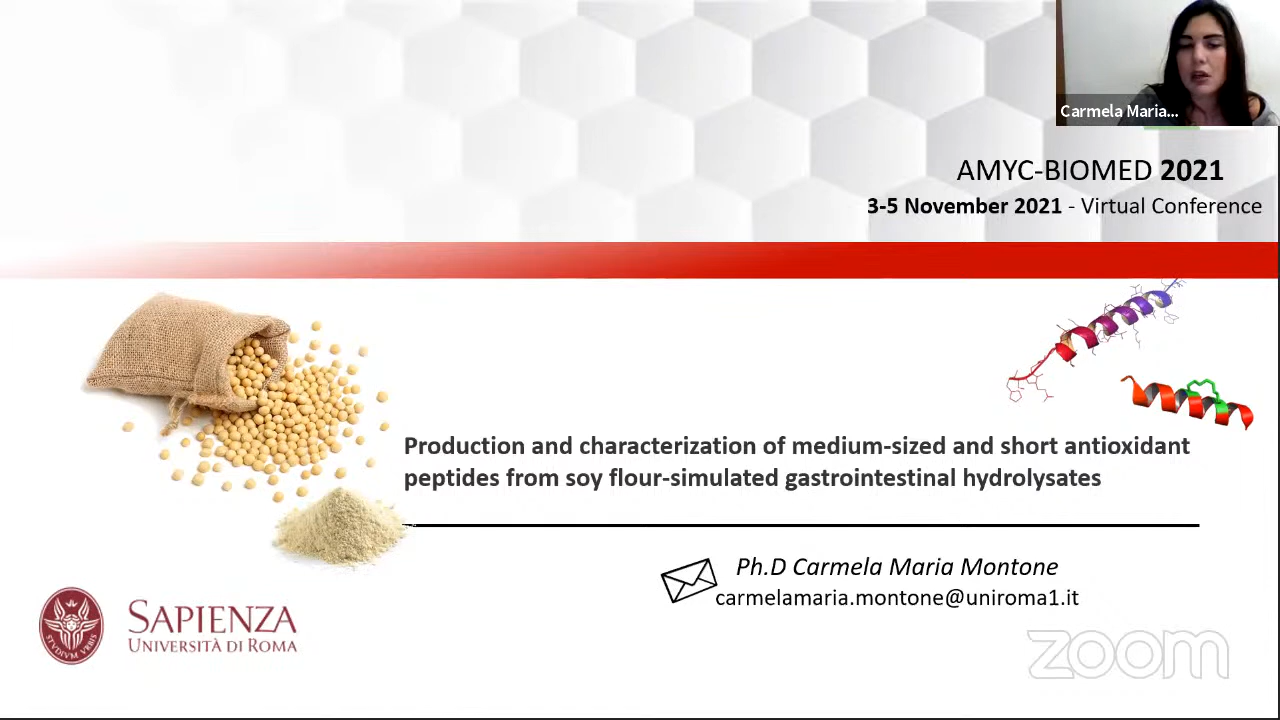 Carmela Maria...
AMYC-BIOMED 2021
3-5 November 2021 - Virtual Conference
Production and characterization of medium-sized and short antioxidant
peptides from soy flour-simulated gastrointestinal hydrolysates
Ph.D Carmela Maria Montone
carmelamaria.montone@uniroma1.it
STVDIVM VRBIS
SAPIENZA
UNIVERSITÀ DI ROMA
zoom